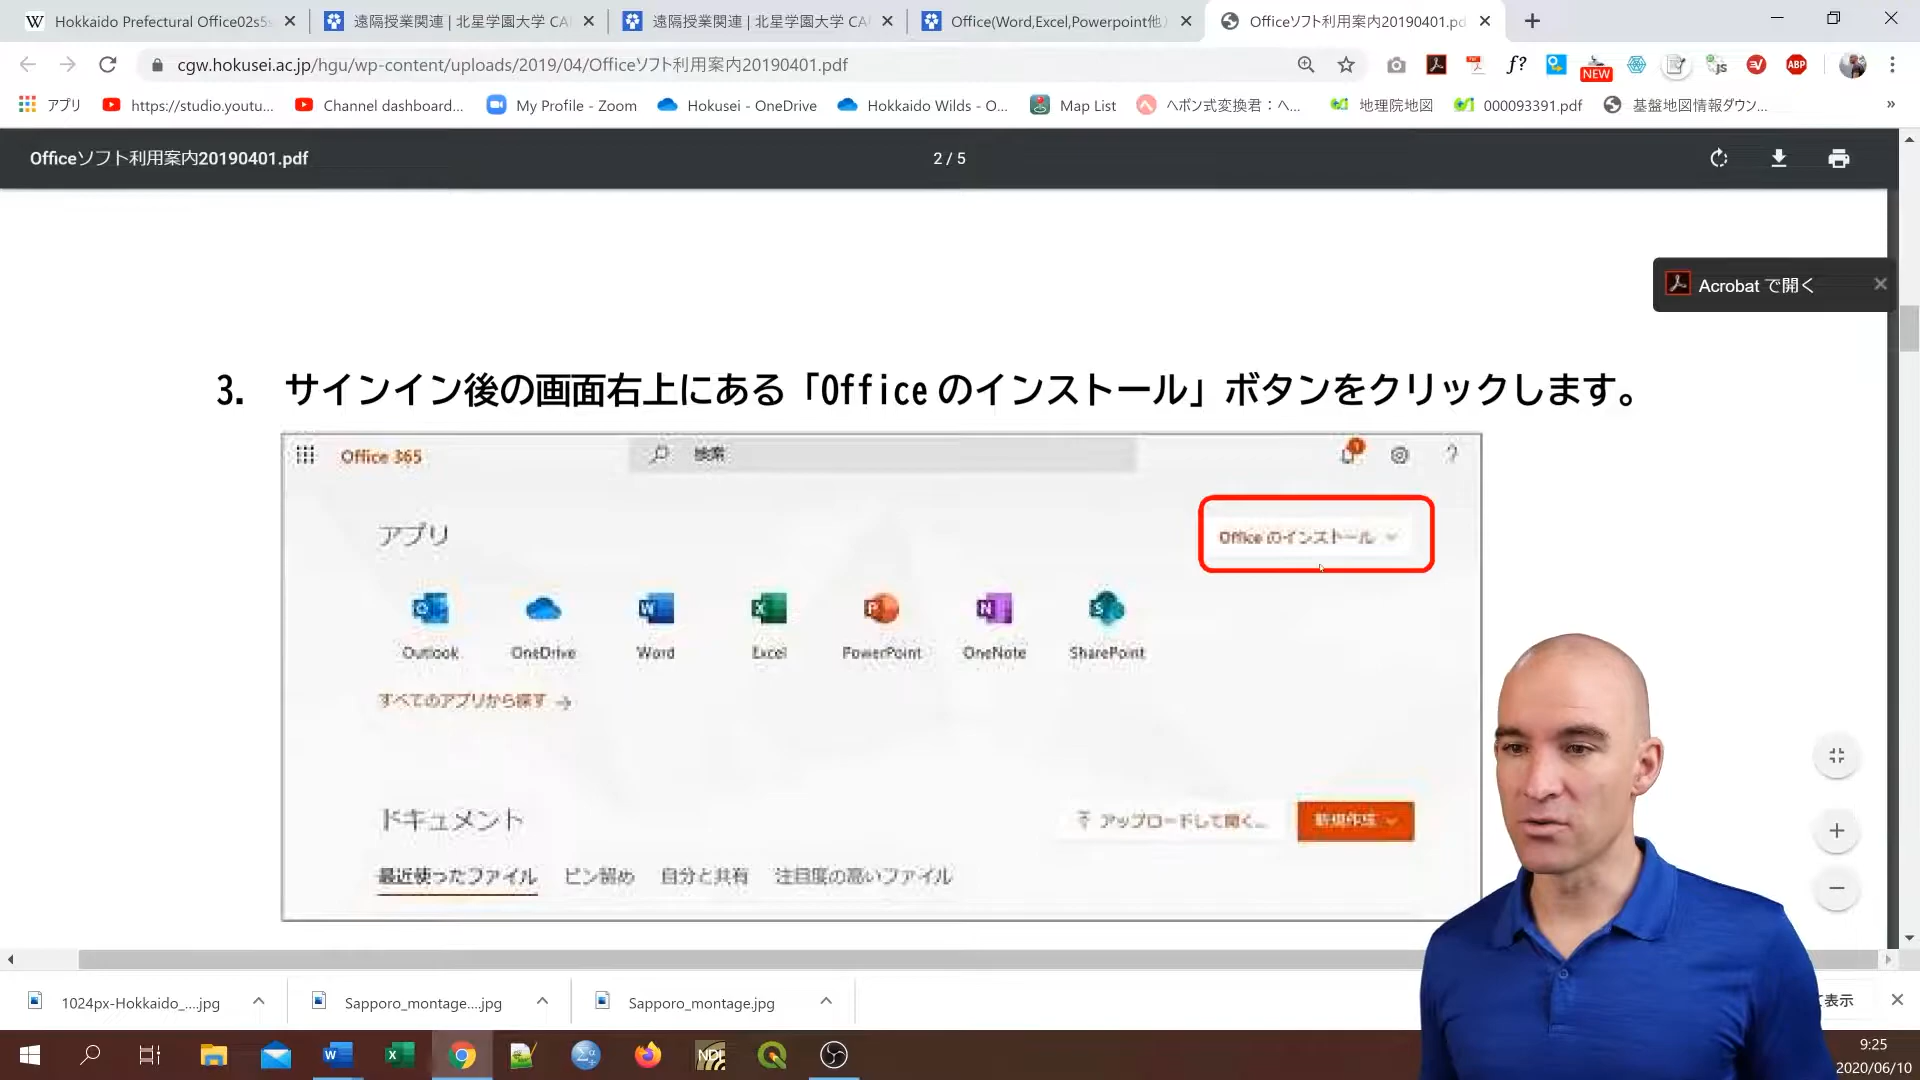 Hokkaido Prefectural Office02s5s
遠隔授業関連 | 北星学園大学 CA
遠隔授業関連 | 北星学園大学 CA
Office(Word,Excel,Powerpoint他)
Officeソフト利用案内20190401.pd
cgw.hokusei.ac.jp/hgu/wp-content/uploads/2019/04/Officeソフト利用案内20190401.pdf
f?
NEW
js
ABP
アプリ
https://studio.youtu...
Channel dashboard...
My Profile - Zoom
Hokusei - OneDrive
Hokkaido Wilds - O...
Map List
ヘボン式変換君:ヘ...
地理院地図
000093391.pdf
基盤地図情報ダウン...
»
Officeソフト利用案内20190401.pdf
2 / 5
Acrobat で開く
3. サインイン後の画面右上にある「Office のインストール」ボタンをクリックします。
Office 365
検索
アプリ
Office のインストール
Outlook
OneDrive
Word
Excel
PowerPoint
OneNote
SharePoint
すべてのアプリから探す →
ドキュメント
アップロードして開く...
新規作成
最近使ったファイル
ピン留め
自分と共有
注目度の高いファイル
1024px-Hokkaido_....jpg
Sapporo_montage....jpg
Sapporo_montage.jpg
表示
9:25
2020/06/10